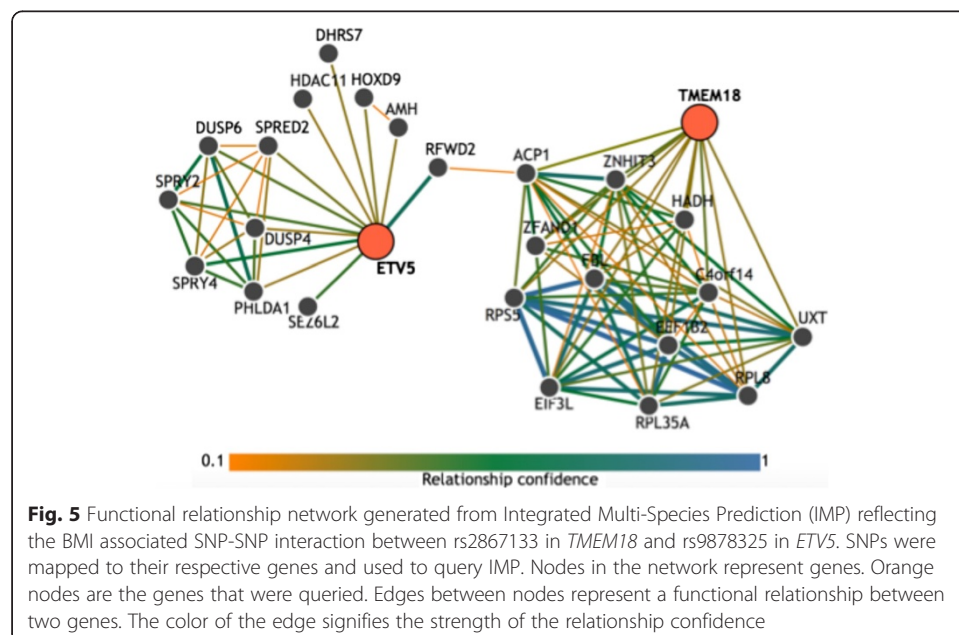 DHRS7
HDAC11 HOXD9
AMH
TMEM18
DUSP6 SPRED2
RFWD2
ACP1
ZNHIT3
SPRY2
HADH
DUSP4
ZFAND1
ETV5
FBL
C4orf14
SPRY4
PHLDA1
SEZ6L2
RPS5
UXT
EEF1B2
RPL8
EIF3L
RPL35A
0.1
1
Relationship confidence
Fig. 5 Functional relationship network generated from Integrated Multi-Species Prediction (IMP) reflecting
the BMI associated SNP-SNP interaction between rs2867133 in TMEM18 and rs9878325 in ETV5. SNPs were
mapped to their respective genes and used to query IMP. Nodes in the network represent genes. Orange
nodes are the genes that were queried. Edges between nodes represent a functional relationship between
two genes. The color of the edge signifies the strength of the relationship confidence